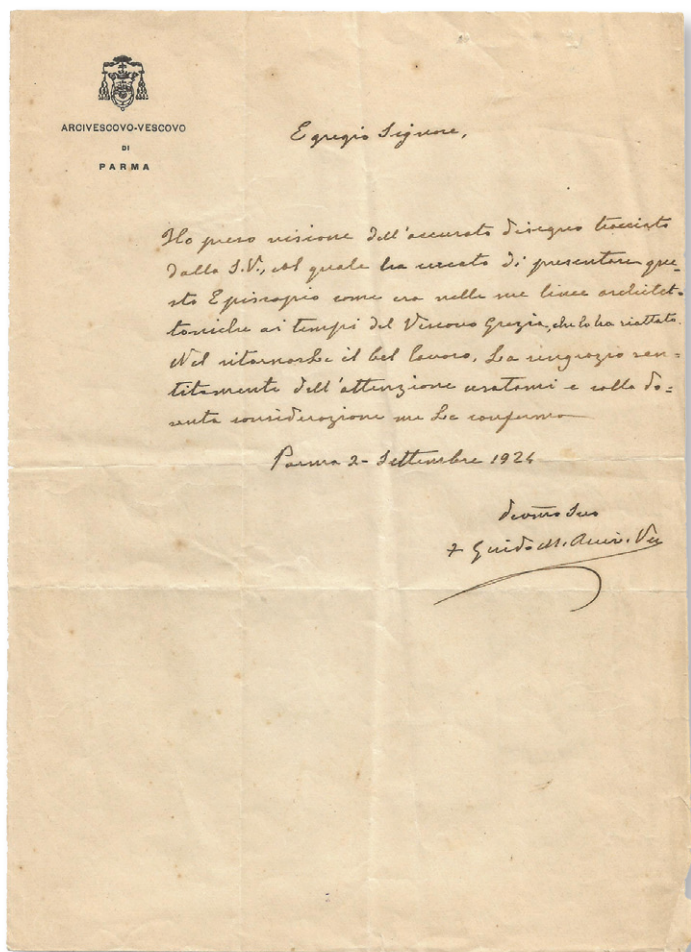 ARCIVESCOVO-VESCOVO
DI
PARMA
Egregio Signore,
Ho preso visione dell'accurato disegno tracciato
dalla S.V., col quale ha cercato di presentare que=
sto Episcopio come era nelle sue linee architet=
toniche ai tempi del Vescovo Grazia, che lo ha riattato.
Nel ritornarLe il bel lavoro, La ringrazio sen=
titamente dell'attenzione usatami e colla do=
vuta considerazione me Le confermo
Parma 2- Settembre 1924
devmo Suo
+ Guido M. Arciv. Vesc